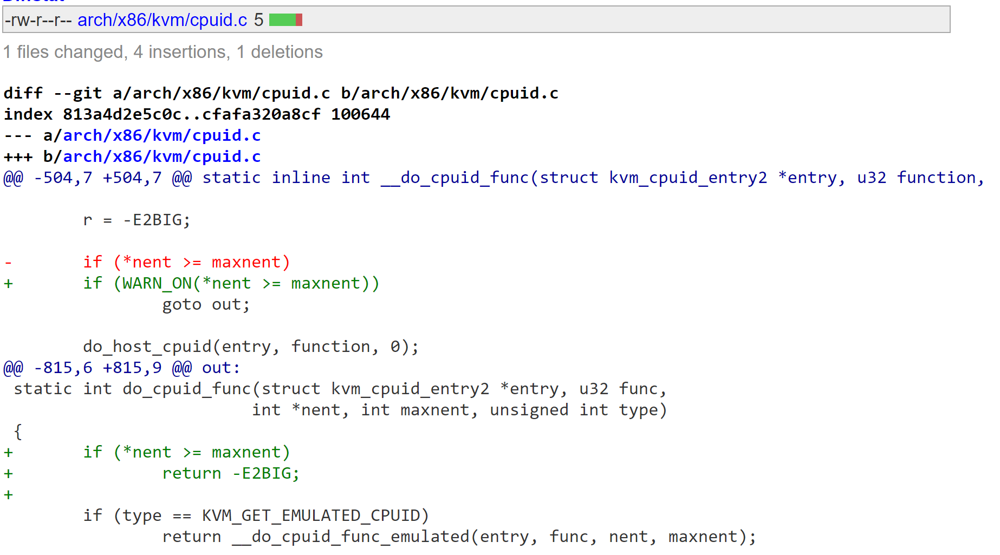 -rw-r--r-- arch/x86/kvm/cpuid.c 5
1 files changed, 4 insertions, 1 deletions
diff --git a/arch/x86/kvm/cpuid.c b/arch/x86/kvm/cpuid.c
index 813a4d2e5c0c..cfafa320a8cf 100644
--- a/arch/x86/kvm/cpuid.c
+++ b/arch/x86/kvm/cpuid.c
@@ -504,7 +504,7 @@ static inline int __do_cpuid_func(struct kvm_cpuid_entry2 *entry, u32 function,
        r = -E2BIG;
-       if (*nent >= maxnent)
+       if (WARN_ON(*nent >= maxnent))
                goto out;
        do_host_cpuid(entry, function, 0);
@@ -815,6 +815,9 @@ out:
 static int do_cpuid_func(struct kvm_cpuid_entry2 *entry, u32 func,
                         int *nent, int maxnent, unsigned int type)
 {
+       if (*nent >= maxnent)
+               return -E2BIG;
+
        if (type == KVM_GET_EMULATED_CPUID)
                return __do_cpuid_func_emulated(entry, func, nent, maxnent);